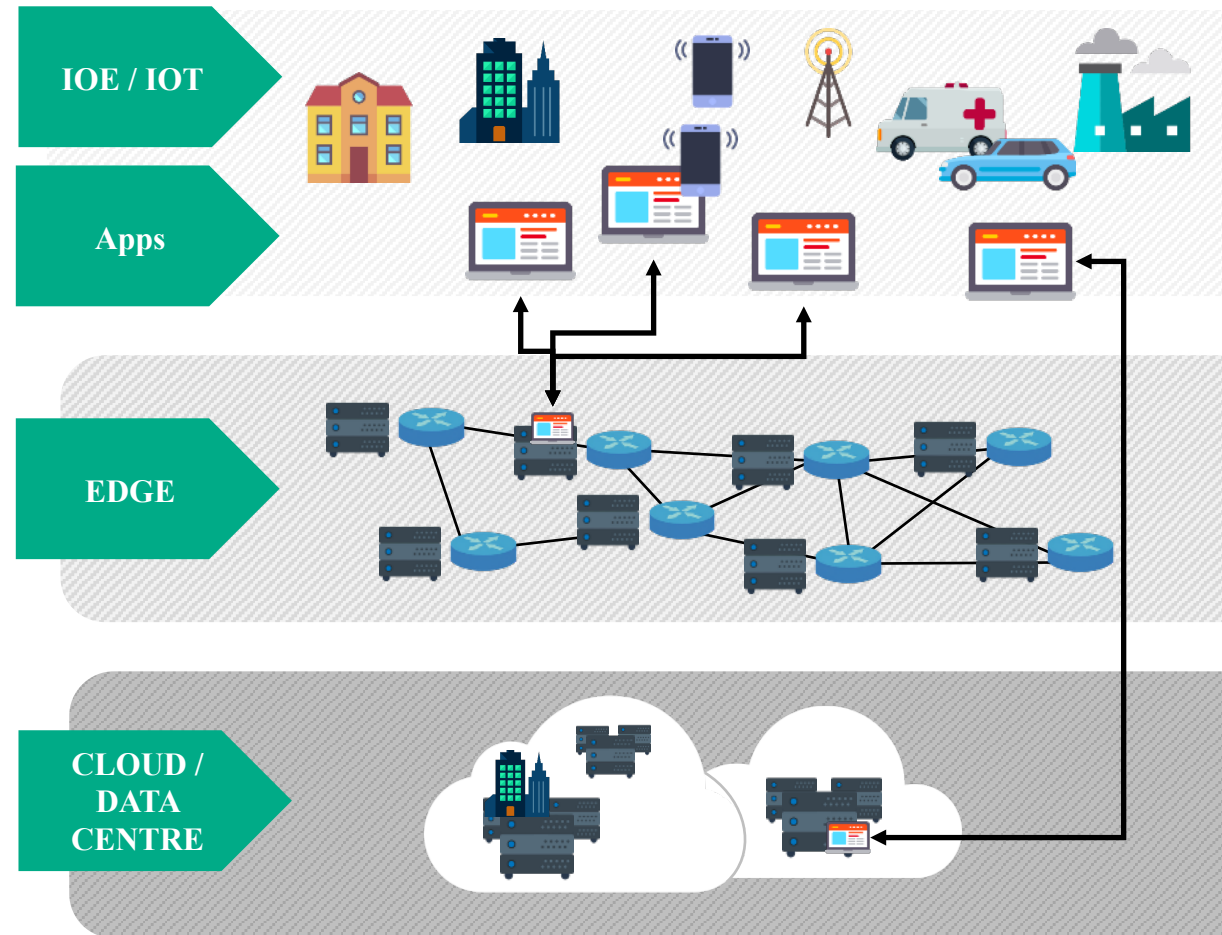 IOE / IOT
Apps
EDGE
CLOUD /
DATA
CENTRE